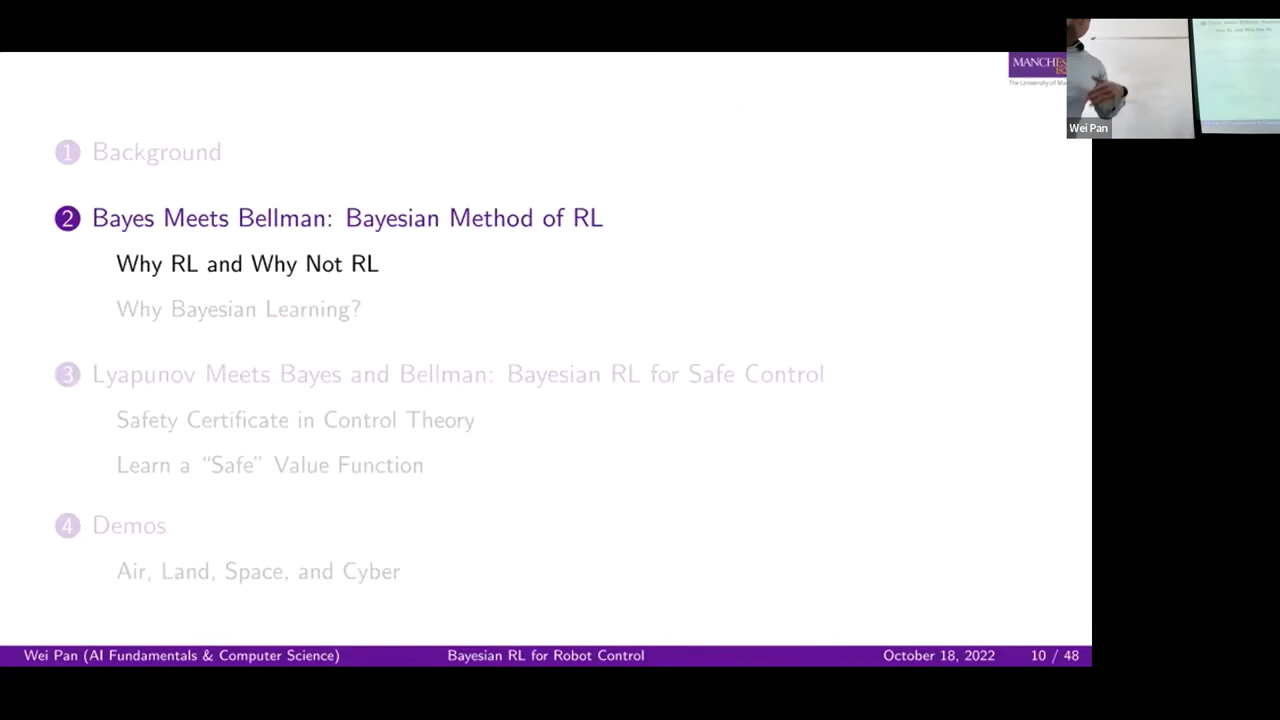 MANCHE
The University of Ma
Wei Pan
1 Background
2 Bayes Meets Bellman: Bayesian Method of RL
Why RL and Why Not RL
Why Bayesian Learning?
3 Lyapunov Meets Bayes and Bellman: Bayesian RL for Safe Control
Safety Certificate in Control Theory
Learn a “Safe” Value Function
4 Demos
Air, Land, Space, and Cyber
Wei Pan (AI Fundamentals & Computer Science) Bayesian RL for Robot Control October 18, 2022 10 / 48